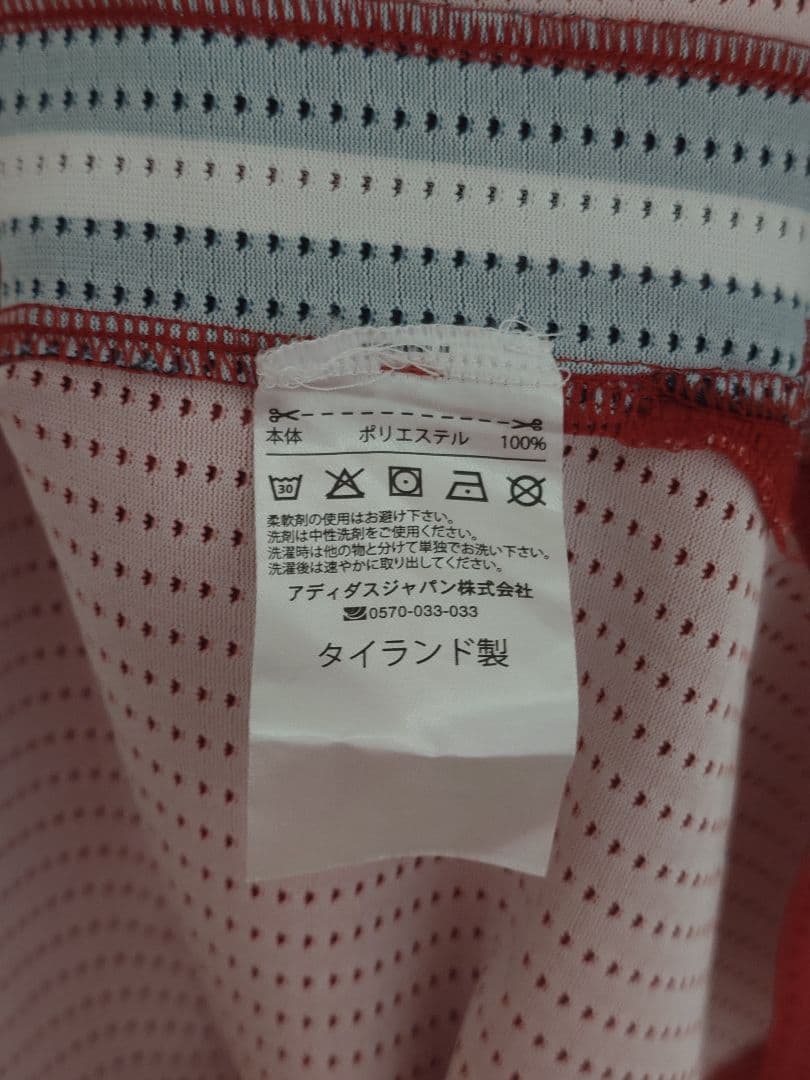 本体 ポリエステル 100%
30
柔軟剤の使用はお避け下さい。
洗剤は中性洗剤をご使用ください。
洗濯時は他の物と分けて単独でお洗い下さい。
洗濯後は速やかに取り出してください。
アディダスジャパン株式会社
0570-033-033
タイランド製